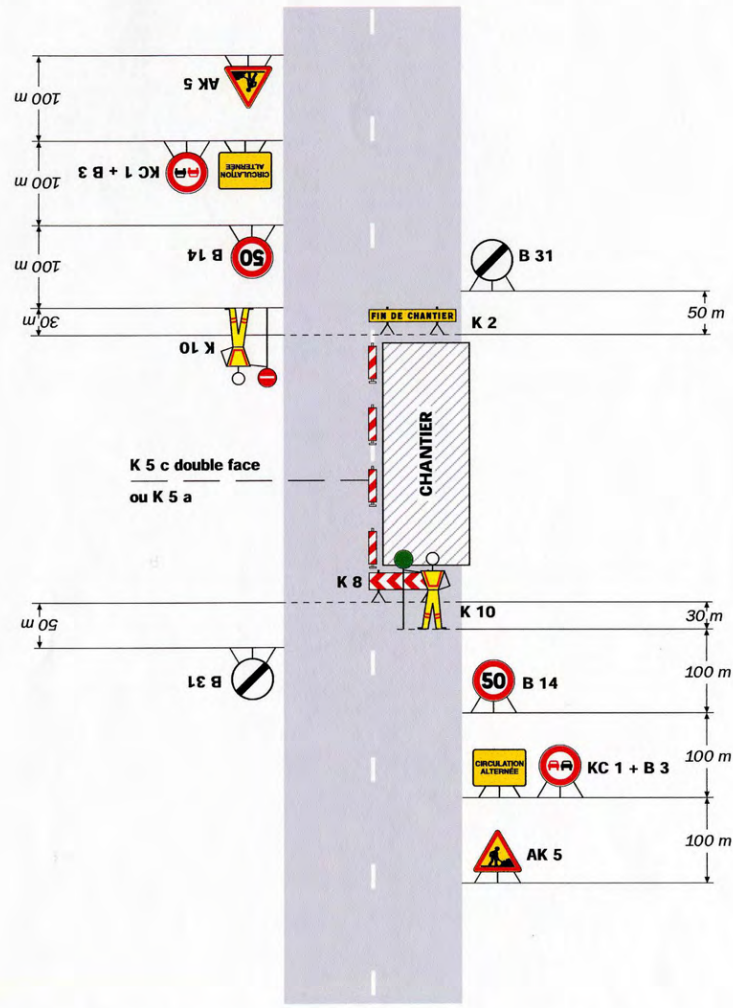 AK 5
100 m
KC 1 + B 3
CIRCULATION
ALTERNÉE
100 m
B 14
50
100 m
B 31
50 m
30 m
FIN DE CHANTIER
K 2
K 10
CHANTIER
K 5 c double face
ou K 5 a
K 8
K 10
30 m
50 m
B 31
50
B 14
100 m
CIRCULATION
ALTERNÉE
KC 1 + B 3
100 m
AK 5
100 m